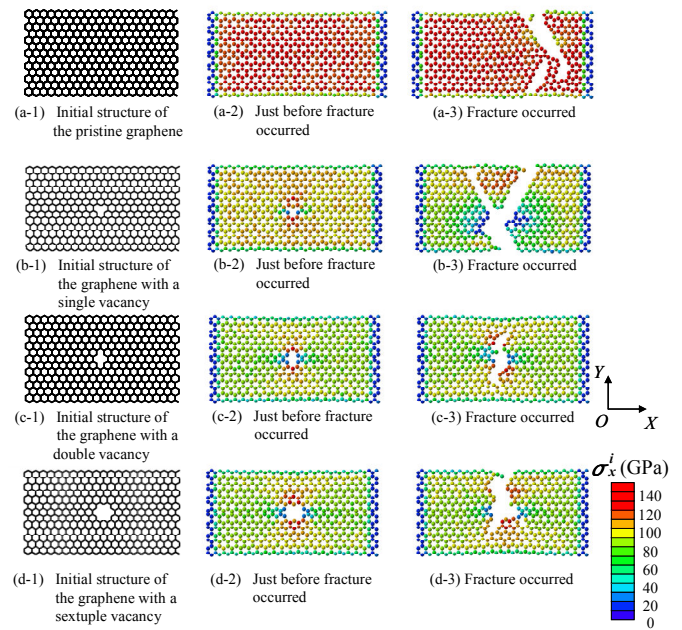 (a-1) Initial structure of
the pristine graphene
(a-2) Just before fracture
occurred
(a-3) Fracture occurred
(b-1) Initial structure of
the graphene with a
single vacancy
(b-2) Just before fracture
occurred
(b-3) Fracture occurred
(c-1) Initial structure of
the graphene with a
double vacancy
(c-2) Just before fracture
occurred
(c-3) Fracture occurred
Y
O X
σₓⁱ (GPa)
140
120
100
80
60
40
20
0
(d-1) Initial structure of
the graphene with a
sextuple vacancy
(d-2) Just before fracture
occurred
(d-3) Fracture occurred